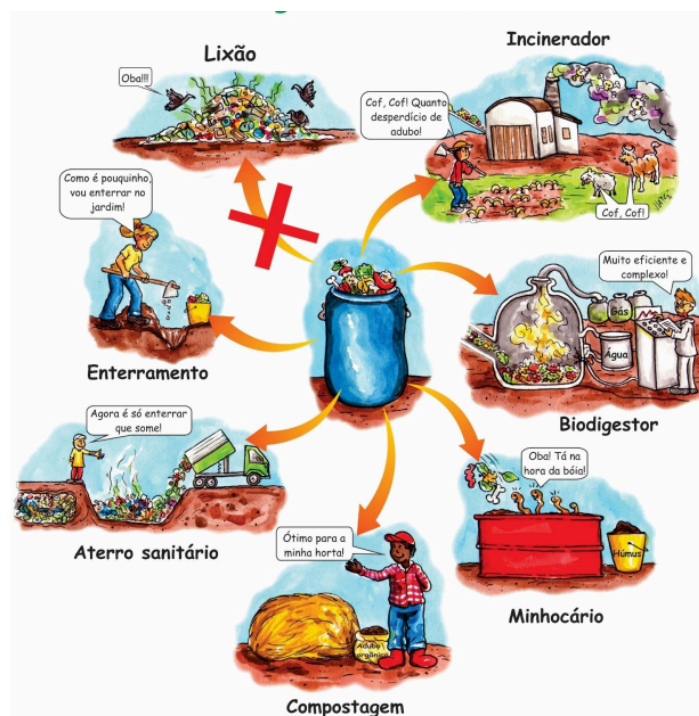 Lixão
Oba!!!
Incinerador
Cof, Cof! Quanto
desperdício de
adubo!
Cof, Cof!
Como é pouquinho,
vou enterrar no
jardim!
Enterramento
Muito eficiente e
complexo!
Gás
Água
Biodigestor
Agora é só enterrar
que some!
Aterro sanitário
Oba! Tá na
hora da bóia!
Húmus
Minhocário
Ótimo para a
minha horta!
Adubo
orgânico
Compostagem